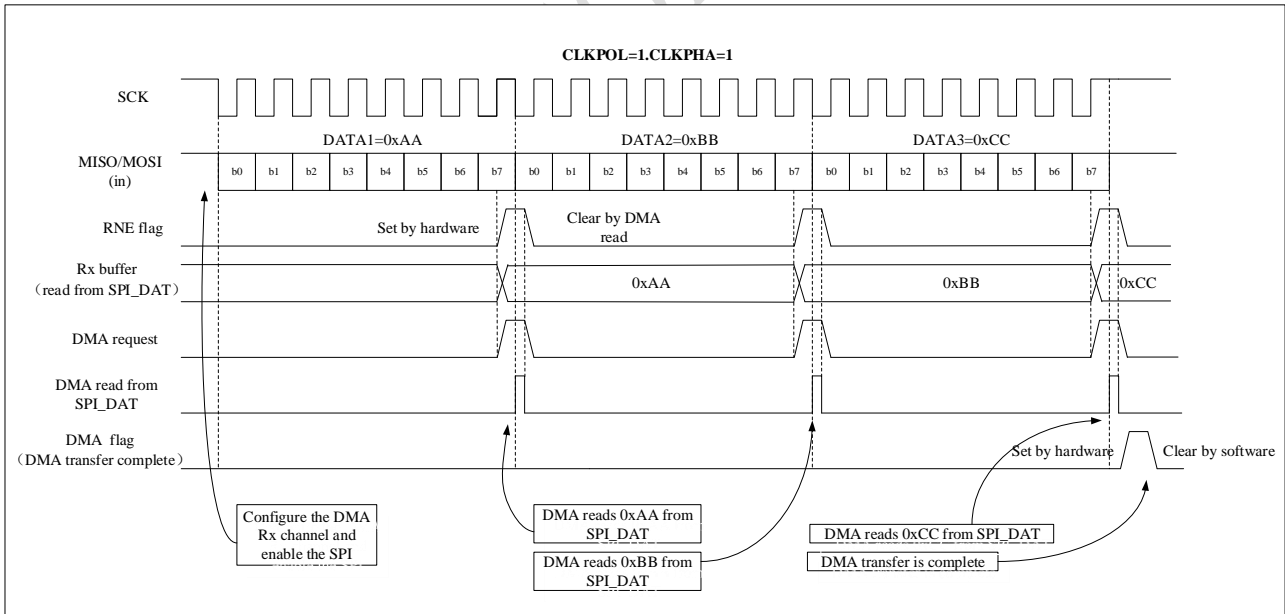 CLKPOL=1.CLKPHA=1
SCK
DATA1=0xAA
DATA2=0xBB
DATA3=0xCC
MISO/MOSI
(in)
b0 b1 b2 b3 b4 b5 b6 b7 b0 b1 b2 b3 b4 b5 b6 b7 b0 b1 b2 b3 b4 b5 b6 b7
RNE flag
Set by hardware
Clear by DMA
read
Rx buffer
（read from SPI_DAT）
0xAA
0xBB
0xCC
DMA request
DMA read from
SPI_DAT
DMA flag
（DMA transfer complete）
Set by hardware
Clear by software
Configure the DMA
Rx channel and
enable the SPI
DMA reads 0xAA from
SPI_DAT
DMA reads 0xBB from
SPI_DAT
DMA reads 0xCC from SPI_DAT
DMA transfer is complete